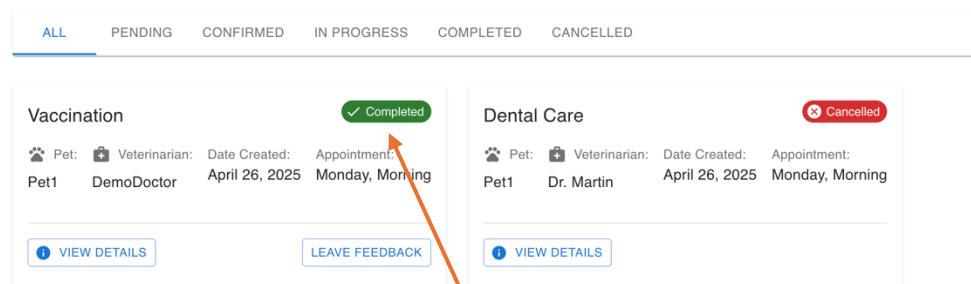 ALL PENDING CONFIRMED IN PROGRESS COMPLETED CANCELLED
Vaccination
Completed
Pet: Veterinarian: Date Created: Appointment:
Pet1 DemoDoctor April 26, 2025 Monday, Morning
VIEW DETAILS LEAVE FEEDBACK
Dental Care
Cancelled
Pet: Veterinarian: Date Created: Appointment:
Pet1 Dr. Martin April 26, 2025 Monday, Morning
VIEW DETAILS